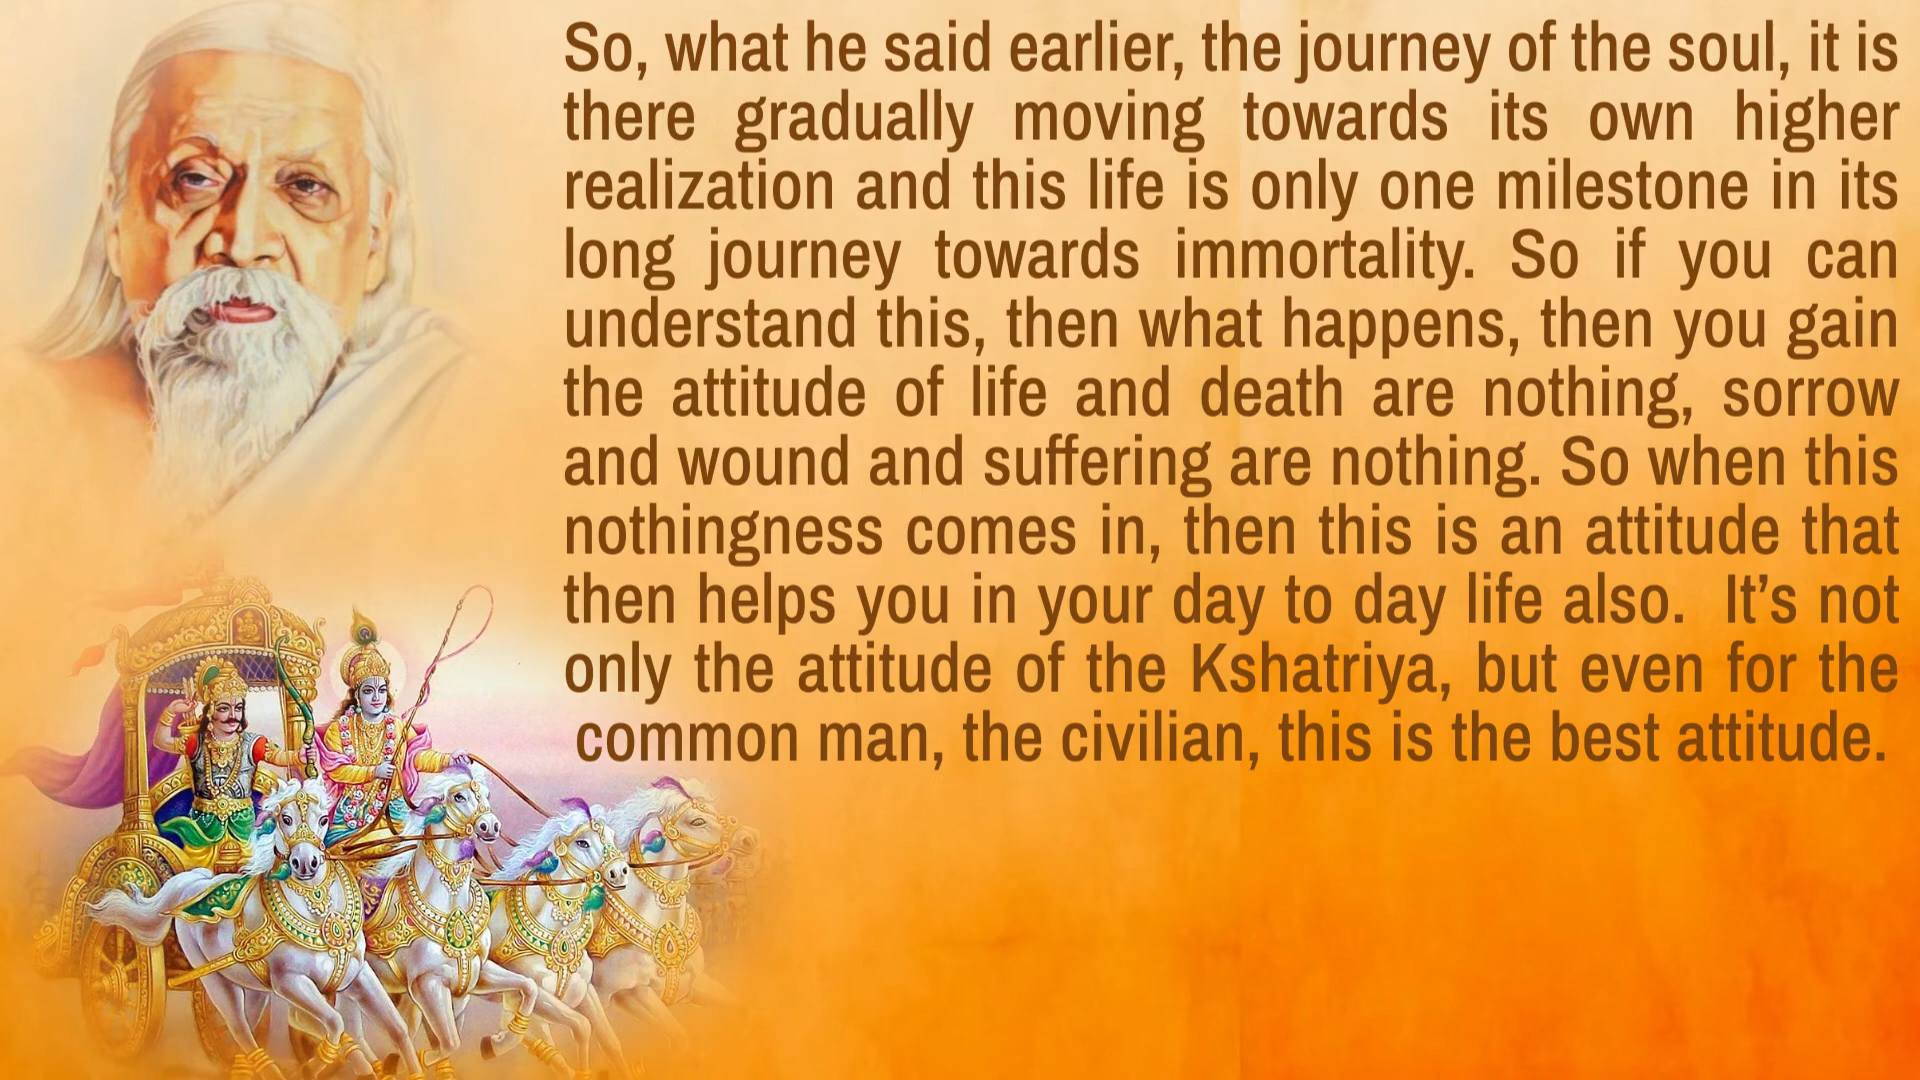 So, what he said earlier, the journey of the soul, it is
there gradually moving towards its own higher
realization and this life is only one milestone in its
long journey towards immortality. So if you can
understand this, then what happens, then you gain
the attitude of life and death are nothing, sorrow
and wound and suffering are nothing. So when this
nothingness comes in, then this is an attitude that
then helps you in your day to day life also.  It’s not
only the attitude of the Kshatriya, but even for the
common man, the civilian, this is the best attitude.